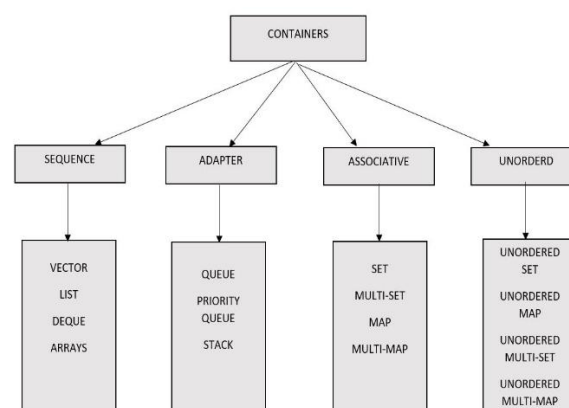 CONTAINERS
SEQUENCE
ADAPTER
ASSOCIATIVE
UNORDERD
VECTOR
LIST
DEQUE
ARRAYS
QUEUE
PRIORITY
QUEUE
STACK
SET
MULTI-SET
MAP
MULTI-MAP
UNORDERED
SET
UNORDERED
MAP
UNORDERED
MULTI-SET
UNORDERED
MULTI-MAP